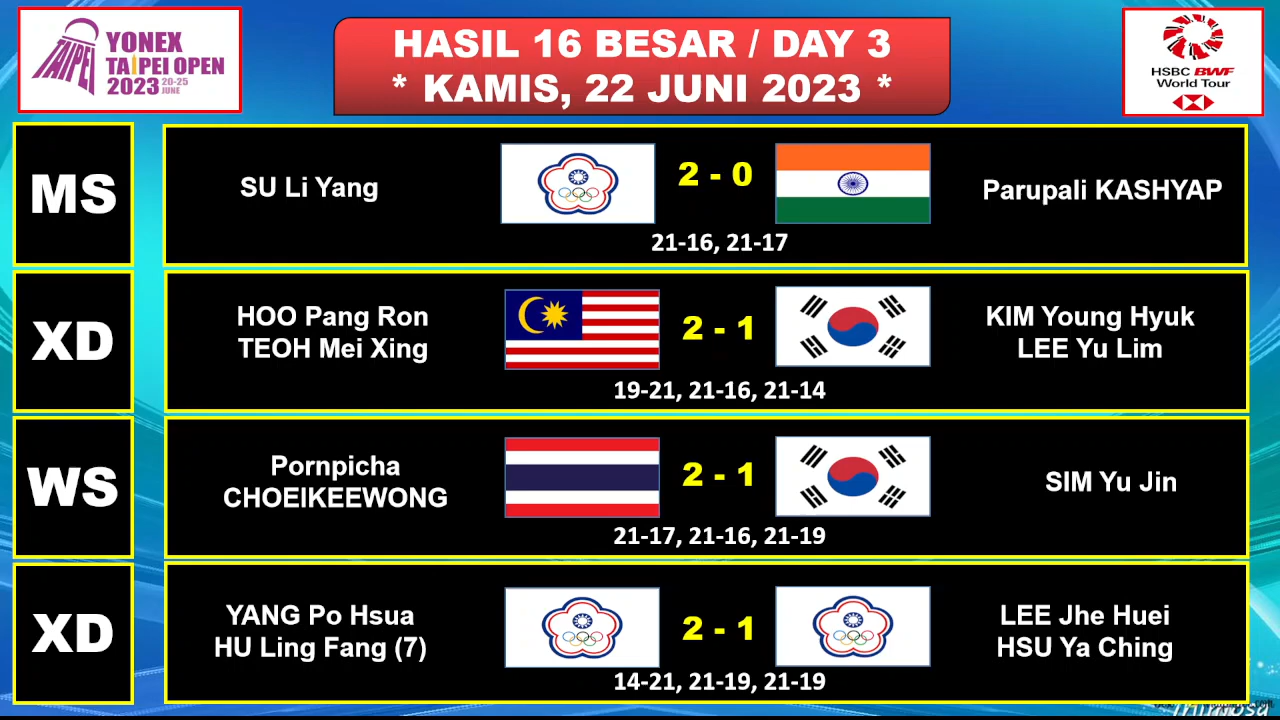 YONEX
TAIPEI OPEN
2023 20-25
JUNE
TAIPEI
HASIL 16 BESAR / DAY 3
* KAMIS, 22 JUNI 2023 *
HSBC BWF
World Tour
MS
SU Li Yang
2 - 0
Parupali KASHYAP
21-16, 21-17
XD
HOO Pang Ron
TEOH Mei Xing
2 - 1
KIM Young Hyuk
LEE Yu Lim
19-21, 21-16, 21-14
WS
Pornpicha
CHOEIKEEWONG
2 - 1
SIM Yu Jin
21-17, 21-16, 21-19
XD
YANG Po Hsua
HU Ling Fang (7)
2 - 1
LEE Jhe Huei
HSU Ya Ching
14-21, 21-19, 21-19